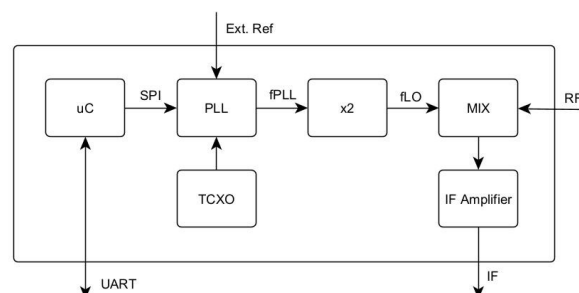 Ext. Ref
SPI
fPLL
fLO
RF
uC
PLL
x2
MIX
TCXO
IF Amplifier
UART
IF